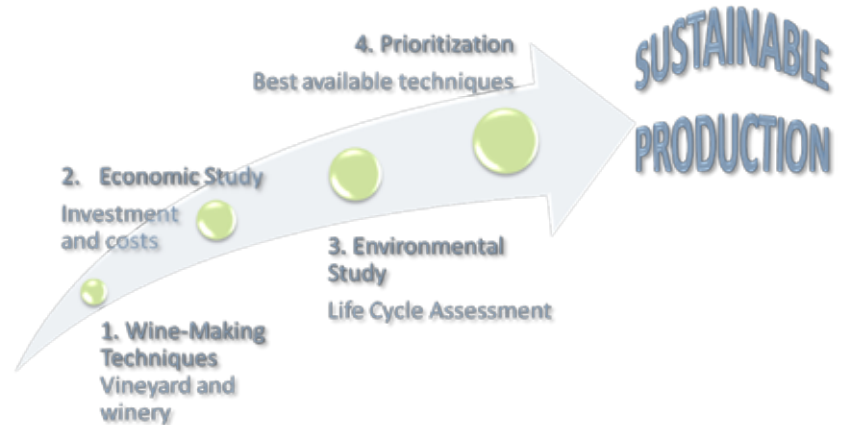 4. Prioritization
Best available techniques
SUSTAINABLE
PRODUCTION
2. Economic Study
Investment
and costs
3. Environmental
Study
Life Cycle Assessment
1. Wine-Making
Techniques
Vineyard and
winery